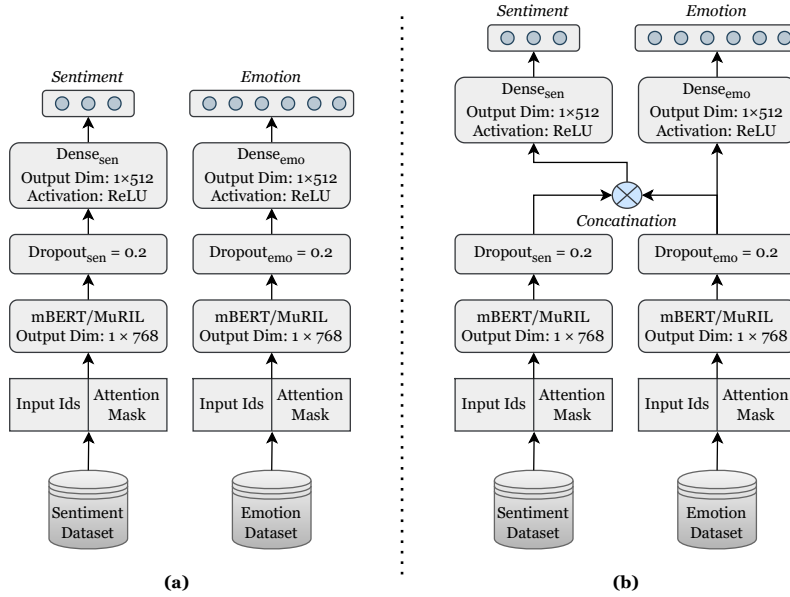 Sentiment
Emotion
Dense_sen
Output Dim: 1×512
Activation: ReLU
Dense_emo
Output Dim: 1×512
Activation: ReLU
Dropout_sen = 0.2
Dropout_emo = 0.2
mBERT/MuRIL
Output Dim: 1 × 768
mBERT/MuRIL
Output Dim: 1 × 768
Input Ids
Attention
Mask
Input Ids
Attention
Mask
Sentiment
Dataset
Emotion
Dataset
(a)
Sentiment
Emotion
Dense_sen
Output Dim: 1×512
Activation: ReLU
Dense_emo
Output Dim: 1×512
Activation: ReLU
Concatination
Dropout_sen = 0.2
Dropout_emo = 0.2
mBERT/MuRIL
Output Dim: 1 × 768
mBERT/MuRIL
Output Dim: 1 × 768
Input Ids
Attention
Mask
Input Ids
Attention
Mask
Sentiment
Dataset
Emotion
Dataset
(b)